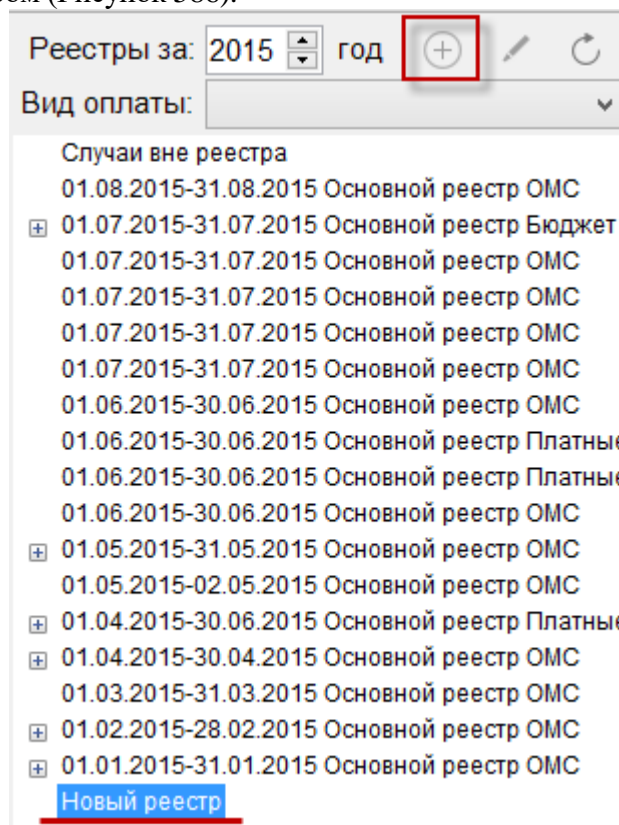 (Рисунок 388).
Реестры за: 2015 год
Вид оплаты:
Случаи вне реестра
01.08.2015-31.08.2015 Основной реестр ОМС
01.07.2015-31.07.2015 Основной реестр Бюджет
01.07.2015-31.07.2015 Основной реестр ОМС
01.07.2015-31.07.2015 Основной реестр ОМС
01.07.2015-31.07.2015 Основной реестр ОМС
01.07.2015-31.07.2015 Основной реестр ОМС
01.06.2015-30.06.2015 Основной реестр ОМС
01.06.2015-30.06.2015 Основной реестр Платные
01.06.2015-30.06.2015 Основной реестр Платные
01.06.2015-30.06.2015 Основной реестр ОМС
01.05.2015-31.05.2015 Основной реестр ОМС
01.05.2015-02.05.2015 Основной реестр ОМС
01.04.2015-30.06.2015 Основной реестр Платные
01.04.2015-30.04.2015 Основной реестр ОМС
01.03.2015-31.03.2015 Основной реестр ОМС
01.02.2015-28.02.2015 Основной реестр ОМС
01.01.2015-31.01.2015 Основной реестр ОМС
Новый реестр